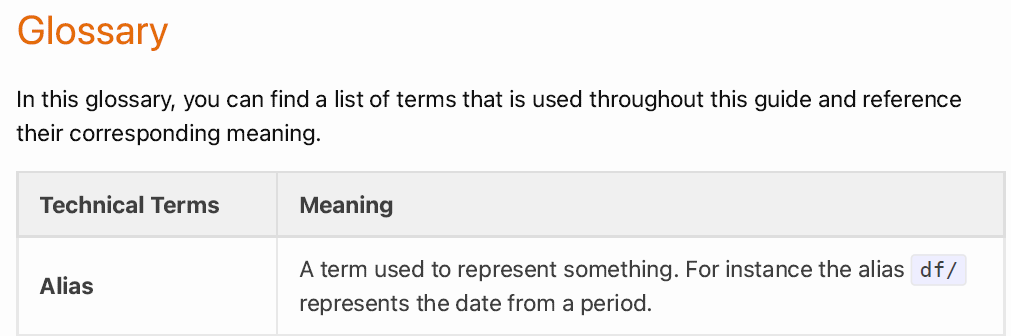 Glossary
In this glossary, you can find a list of terms that is used throughout this guide and reference
their corresponding meaning.
Technical Terms Meaning
Alias
A term used to represent something. For instance the alias df/
represents the date from a period.